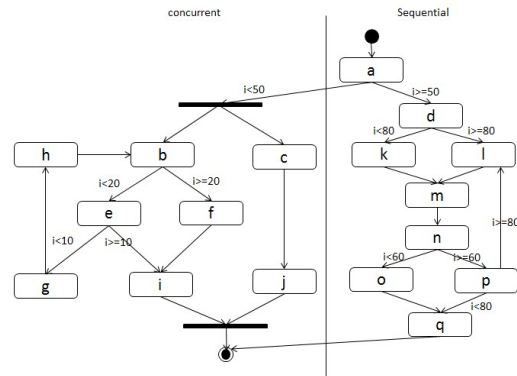 concurrent
Sequential
a
i<50
i>=50
d
i<80
i>=80
h
b
c
k
l
i<20
i>=20
m
e
f
i>=80
i<10
i>=10
n
i<60
i>=60
g
i
j
o
p
i<80
q